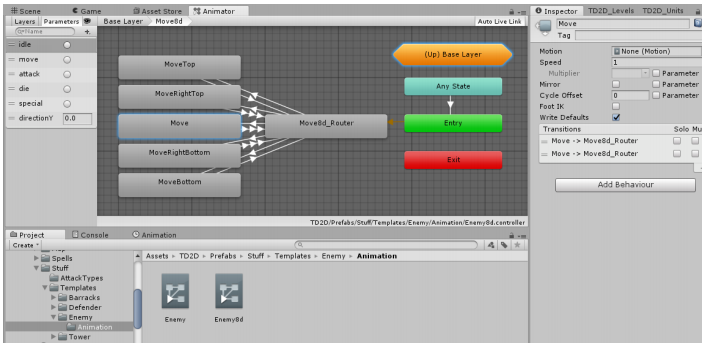 Scene Game Asset Store Animator
Layers Parameters
Name
idle
move
attack
die
special
directionY 0.0
Base Layer Move8d Auto Live Link
MoveTop
MoveRightTop
Move
MoveRightBottom
MoveBottom
Move8d_Router
(Up) Base Layer
Any State
Entry
Exit
TD2D/Prefabs/Stuff/Templates/Enemy/Animation/Enemy8d.controller
Inspector TD2D_Levels TD2D_Units
Move
Tag
Motion None (Motion)
Speed 1
Multiplier Parameter
Mirror Parameter
Cycle Offset 0 Parameter
Foot IK
Write Defaults
Transitions Solo Mu
Move -> Move8d_Router
Move -> Move8d_Router
Add Behaviour
Project Console Animation
Create
Spells
Stuff
AttackTypes
Templates
Barracks
Defender
Enemy
Animation
Tower
Assets TD2D Prefabs Stuff Templates Enemy Animation
Enemy Enemy8d